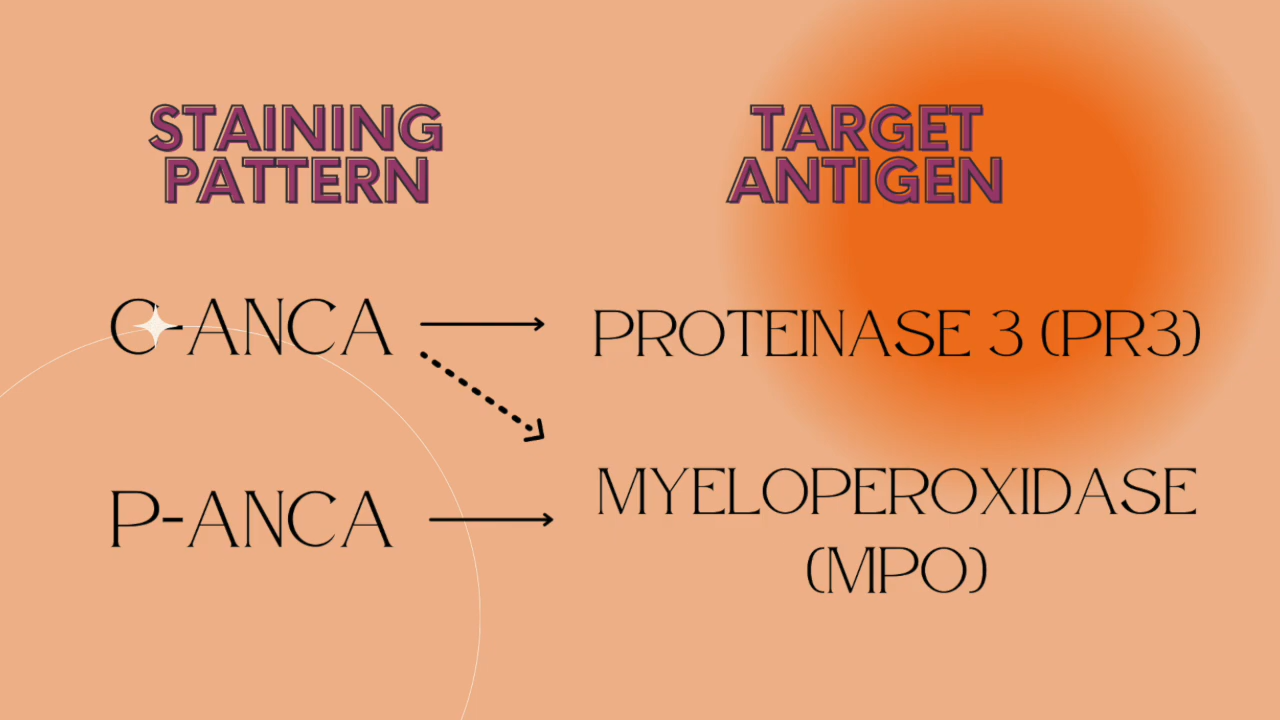 STAINING
PATTERN
TARGET
ANTIGEN
C-ANCA
PROTEINASE 3 (PR3)
P-ANCA
MYELOPEROXIDASE
(MPO)